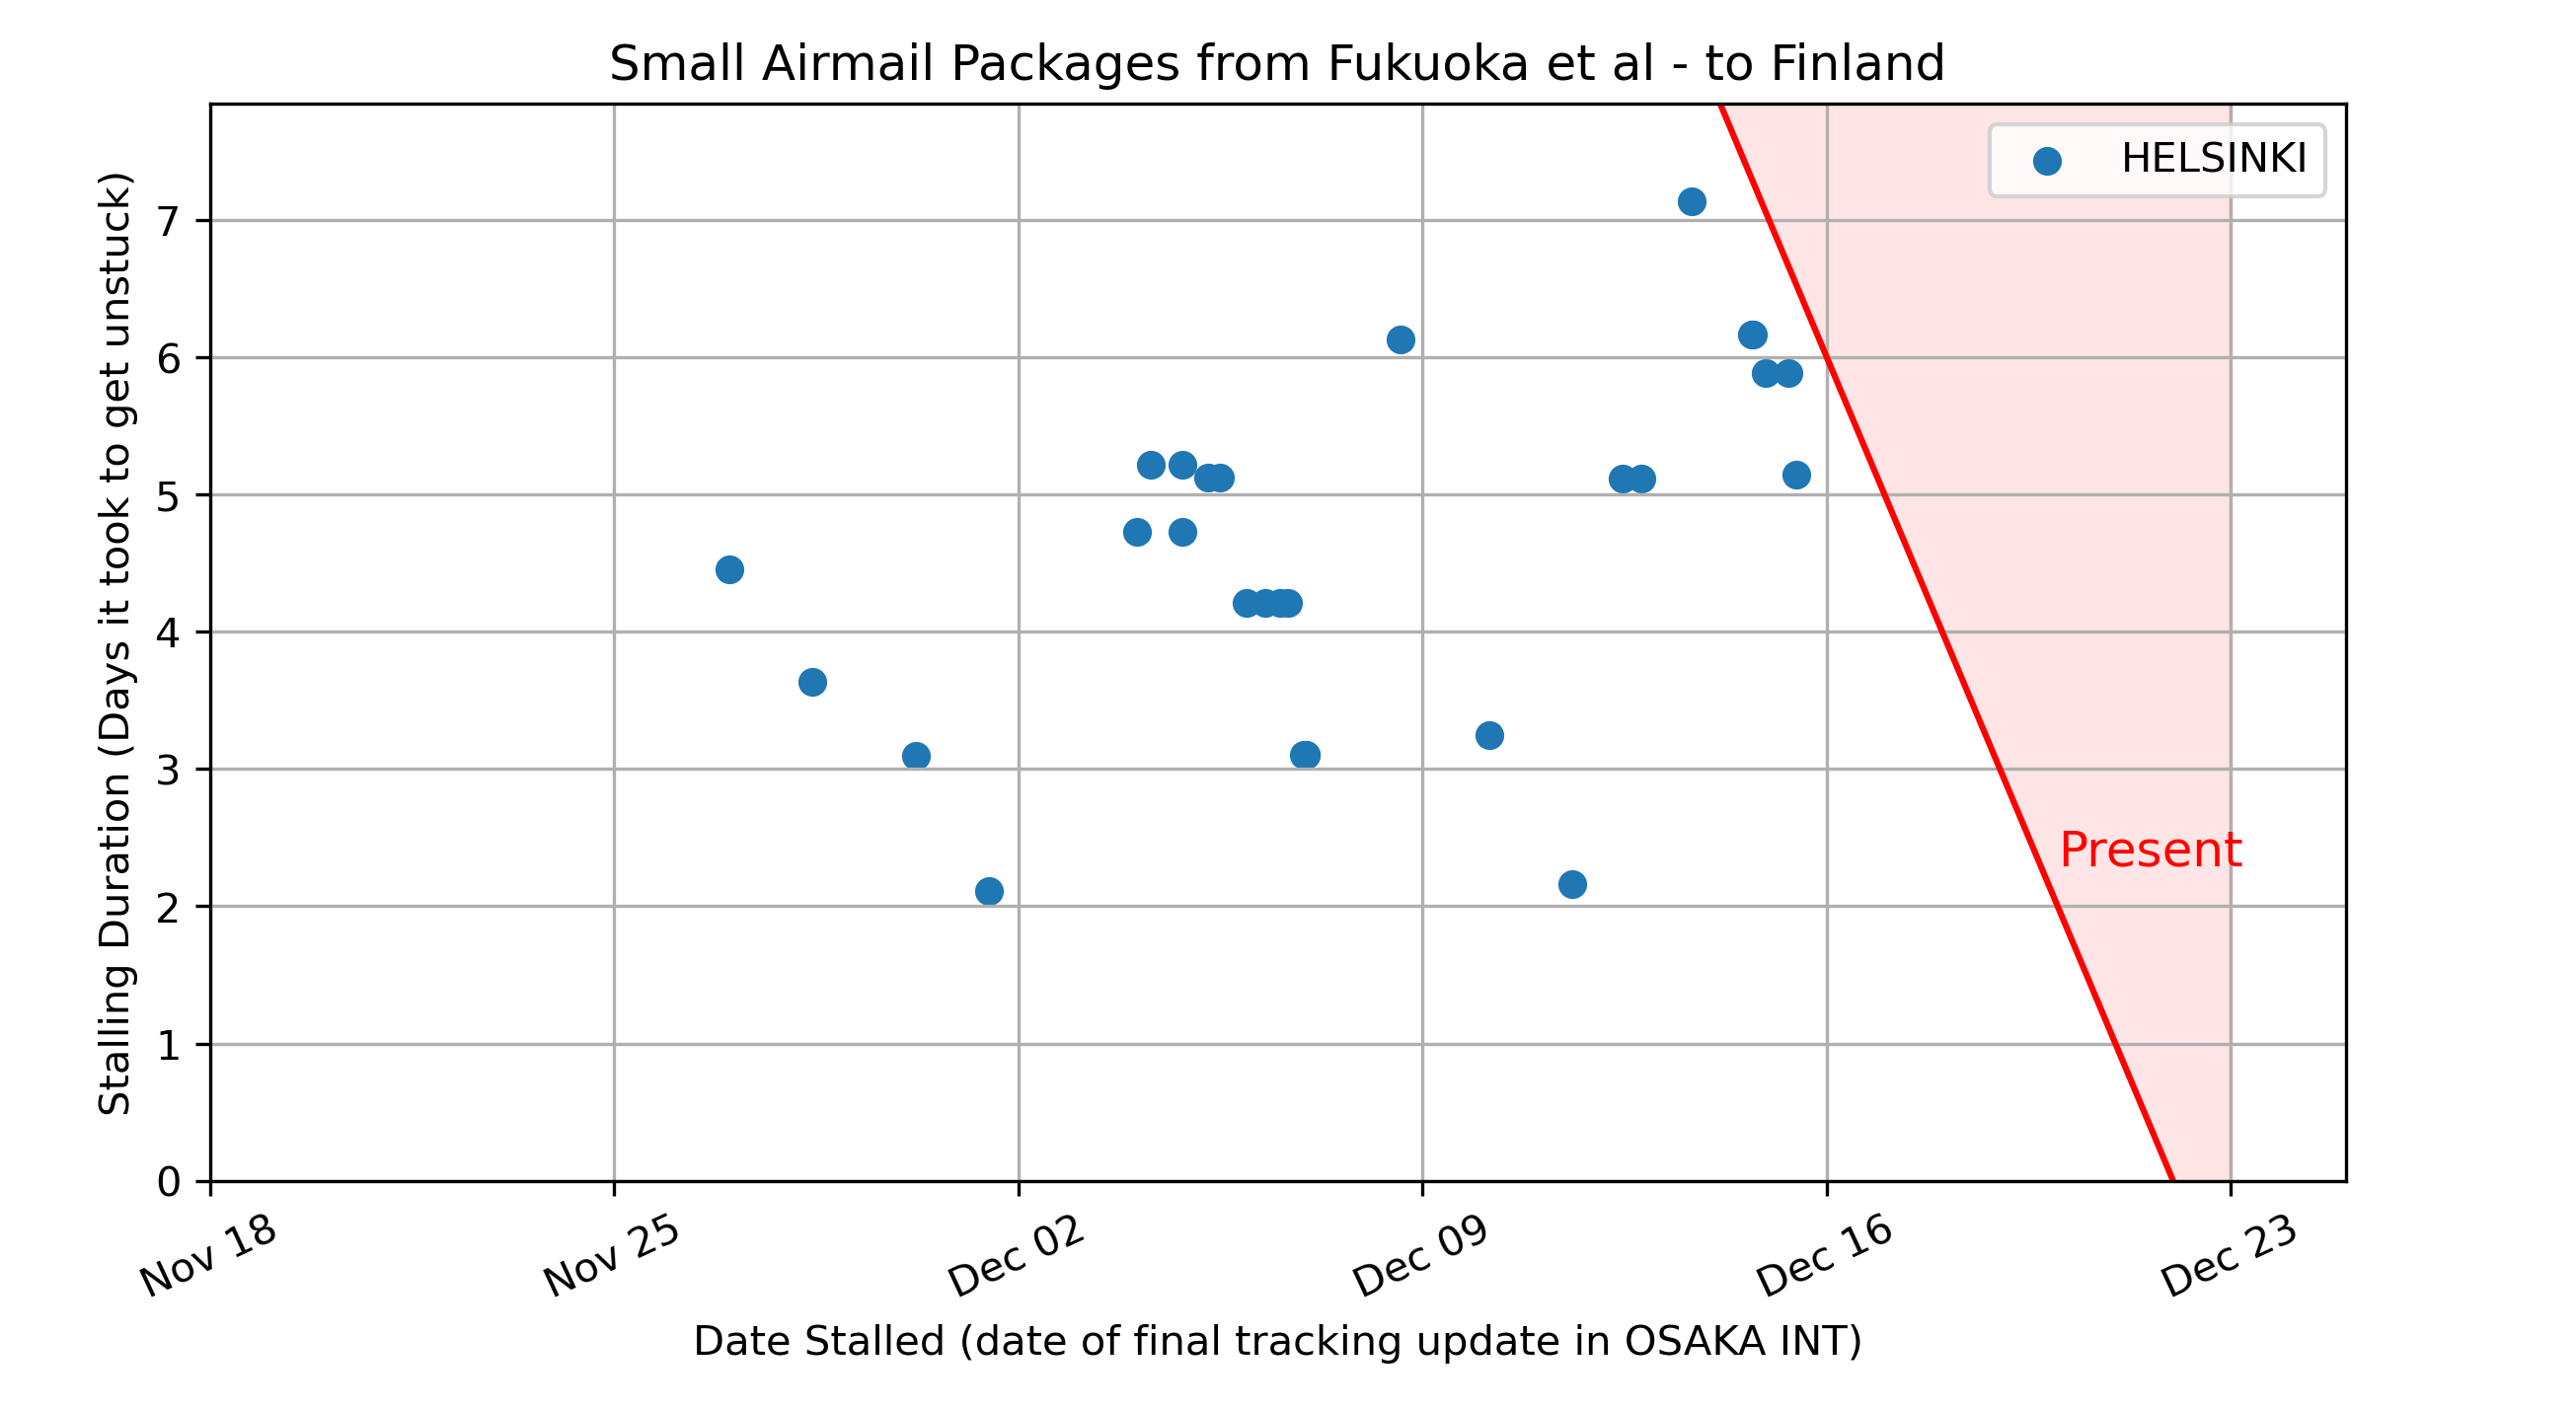 Small Airmail Packages from Fukuoka et al - to Finland
HELSINKI
Stalling Duration (Days it took to get unstuck)
7
6
5
4
3
2
1
0
Present
Nov 18
Nov 25
Dec 02
Dec 09
Dec 16
Dec 23
Date Stalled (date of final tracking update in OSAKA INT)